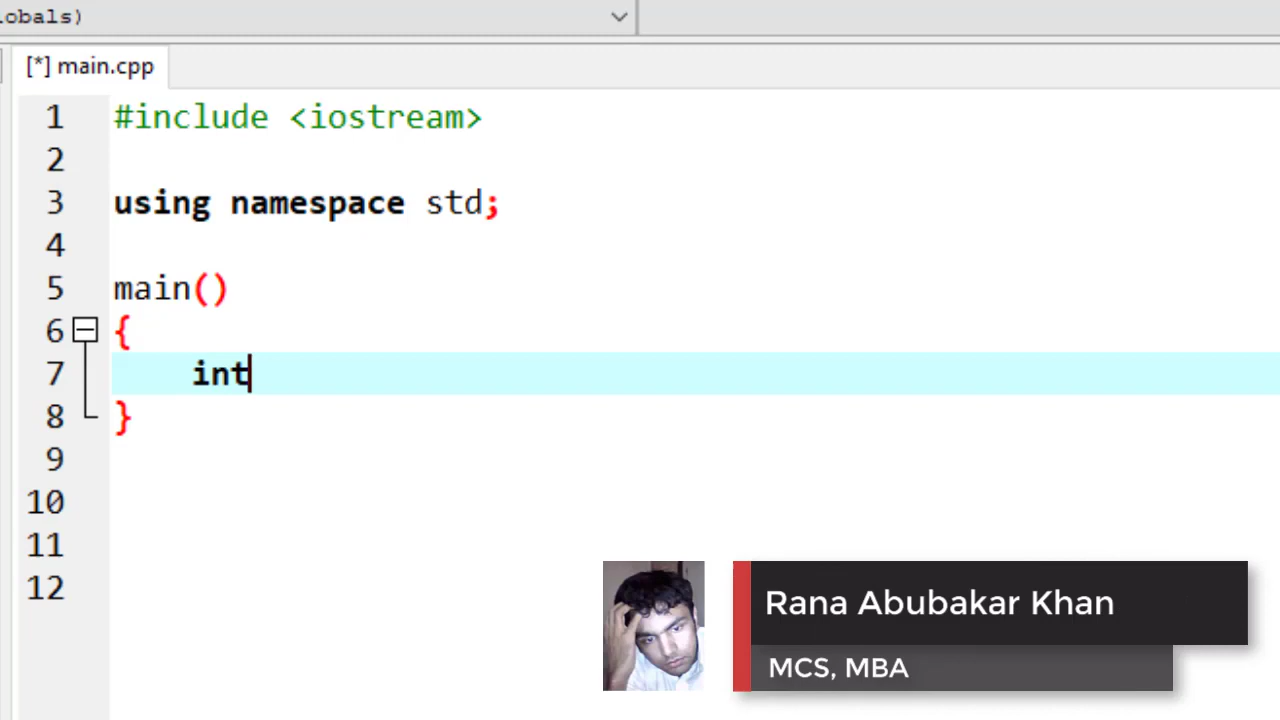 lobals)
[*] main.cpp
1 #include <iostream>
2
3 using namespace std;
4
5 main()
6 {
7 int
8 }
9
10
11
12
Rana Abubakar Khan
MCS, MBA